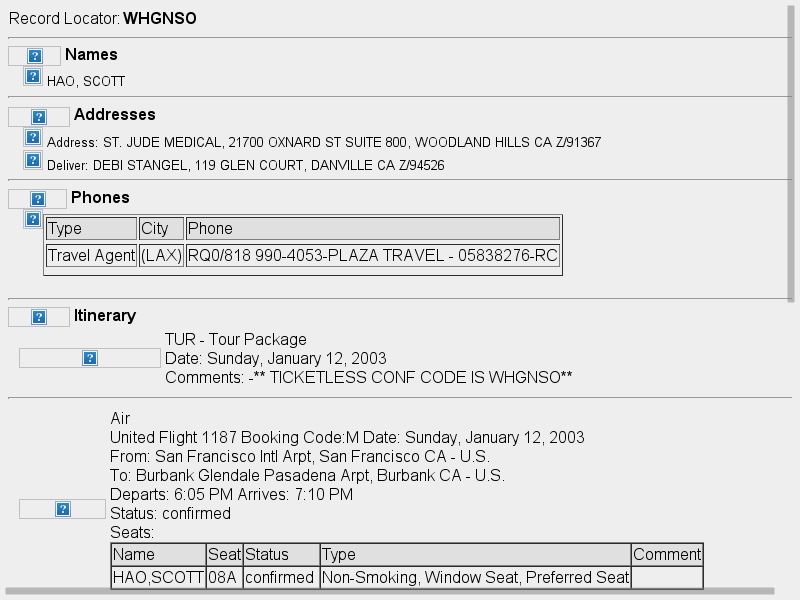 Record Locator: WHGNSO
Names
HAO, SCOTT
Addresses
Address: ST. JUDE MEDICAL, 21700 OXNARD ST SUITE 800, WOODLAND HILLS CA Z/91367
Deliver: DEBI STANGEL, 119 GLEN COURT, DANVILLE CA Z/94526
Phones
Type City Phone
Travel Agent (LAX) RQ0/818 990-4053-PLAZA TRAVEL - 05838276-RC
Itinerary
TUR - Tour Package
Date: Sunday, January 12, 2003
Comments: -** TICKETLESS CONF CODE IS WHGNSO**
Air
United Flight 1187 Booking Code:M Date: Sunday, January 12, 2003
From: San Francisco Intl Arpt, San Francisco CA - U.S.
To: Burbank Glendale Pasadena Arpt, Burbank CA - U.S.
Departs: 6:05 PM Arrives: 7:10 PM
Status: confirmed
Seats:
Name Seat Status Type Comment
HAO,SCOTT 08A confirmed Non-Smoking, Window Seat, Preferred Seat